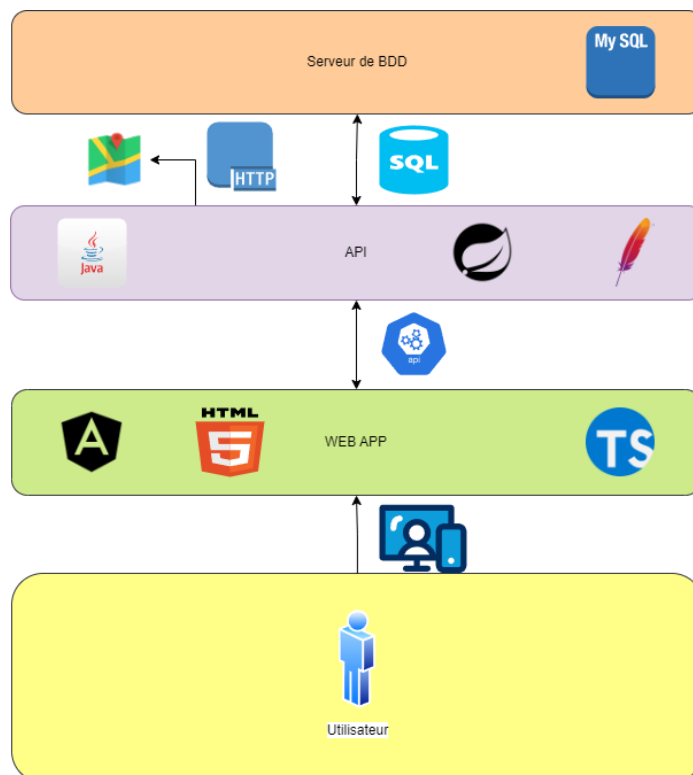 Serveur de BDD
My SQL
HTTP
SQL
Java
API
api
HTML
5
WEB APP
A
TS
Utilisateur